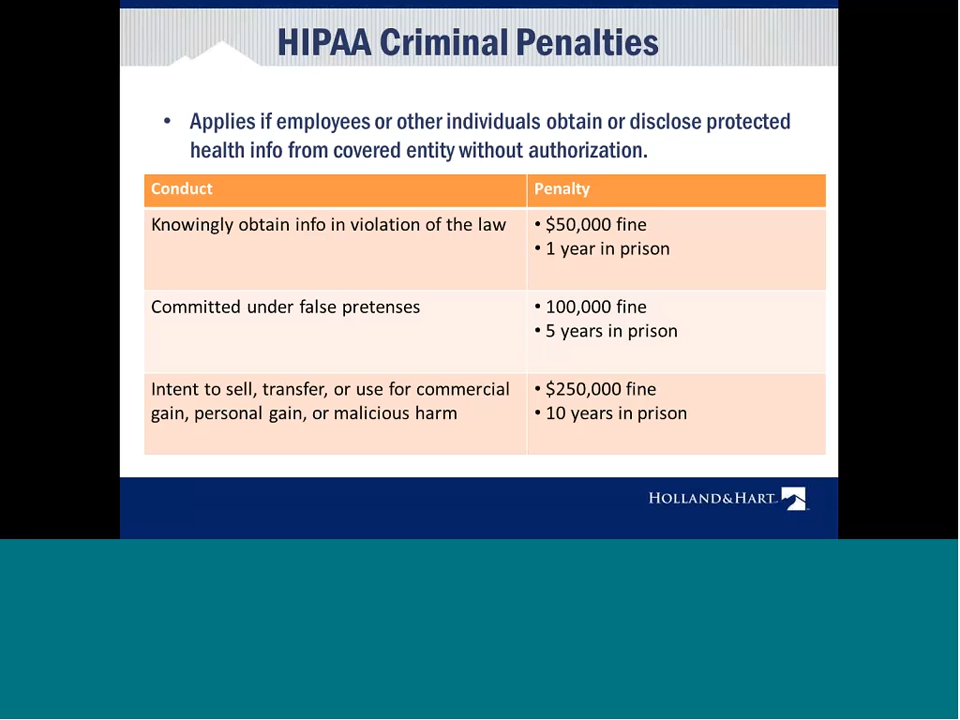 HIPAA Criminal Penalties
• Applies if employees or other individuals obtain or disclose protected
health info from covered entity without authorization.
Conduct
Penalty
Knowingly obtain info in violation of the law
• $50,000 fine
• 1 year in prison
Committed under false pretenses
• 100,000 fine
• 5 years in prison
Intent to sell, transfer, or use for commercial
gain, personal gain, or malicious harm
• $250,000 fine
• 10 years in prison
HOLLAND&HART